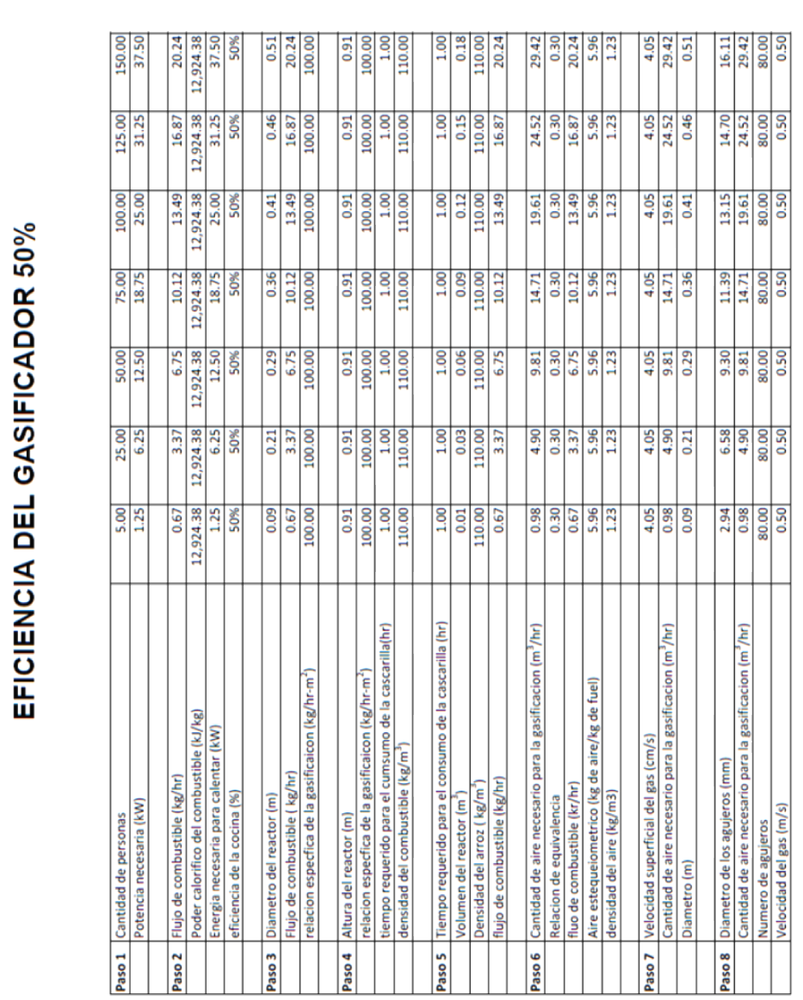 EFICIENCIA DEL GASIFICADOR 50%
Paso 1 Cantidad de personas 5.00 25.00 50.00 75.00 100.00 125.00 150.00
Potencia necesaria (kW) 1.25 6.25 12.50 18.75 25.00 31.25 37.50
Paso 2 Flujo de combustible (kg/hr) 0.67 3.37 6.75 10.12 13.49 16.87 20.24
Poder calorifico del combustible (kJ/kg) 12,924.38 12,924.38 12,924.38 12,924.38 12,924.38 12,924.38 12,924.38
Energia necesaria para calentar (kW) 1.25 6.25 12.50 18.75 25.00 31.25 37.50
eficiencia de la cocina (%) 50% 50% 50% 50% 50% 50% 50%
Paso 3 Diametro del reactor (m) 0.09 0.21 0.29 0.36 0.41 0.46 0.51
Flujo de combustible ( kg/hr) 0.67 3.37 6.75 10.12 13.49 16.87 20.24
relacion especfica de la gasificaicon (kg/hr-m²) 100.00 100.00 100.00 100.00 100.00 100.00 100.00
Paso 4 Altura del reactor (m) 0.91 0.91 0.91 0.91 0.91 0.91 0.91
relacion especfica de la gasificaicon (kg/hr-m²) 100.00 100.00 100.00 100.00 100.00 100.00 100.00
tiempo requerido para el cumsumo de la cascarilla(hr) 1.00 1.00 1.00 1.00 1.00 1.00 1.00
densidad del combustible (kg/m³) 110.00 110.00 110.00 110.00 110.00 110.00 110.00
Paso 5 Tiempo requerido para el consumo de la cascarilla (hr) 1.00 1.00 1.00 1.00 1.00 1.00 1.00
Volumen del reactor (m³) 0.01 0.03 0.06 0.09 0.12 0.15 0.18
Densidad del arroz ( kg/m³) 110.00 110.00 110.00 110.00 110.00 110.00 110.00
flujo de combustible (kg/hr) 0.67 3.37 6.75 10.12 13.49 16.87 20.24
Paso 6 Cantidad de aire necesario para la gasificacion (m³/hr) 0.98 4.90 9.81 14.71 19.61 24.52 29.42
Relacion de equivalencia 0.30 0.30 0.30 0.30 0.30 0.30 0.30
fluo de combustible (kr/hr) 0.67 3.37 6.75 10.12 13.49 16.87 20.24
Aire estequeiometrico (kg de aire/kg de fuel) 5.96 5.96 5.96 5.96 5.96 5.96 5.96
densidad del aire (kg/m3) 1.23 1.23 1.23 1.23 1.23 1.23 1.23
Paso 7 Velocidad superficial del gas (cm/s) 4.05 4.05 4.05 4.05 4.05 4.05 4.05
Cantidad de aire necesario para la gasificacion (m³/hr) 0.98 4.90 9.81 14.71 19.61 24.52 29.42
Diametro (m) 0.09 0.21 0.29 0.36 0.41 0.46 0.51
Paso 8 Diametro de los agujeros (mm) 2.94 6.58 9.30 11.39 13.15 14.70 16.11
Cantidad de aire necesario para la gasificacion (m³/hr) 0.98 4.90 9.81 14.71 19.61 24.52 29.42
Numero de agujeros 80.00 80.00 80.00 80.00 80.00 80.00 80.00
Velocidad del gas (m/s) 0.50 0.50 0.50 0.50 0.50 0.50 0.50